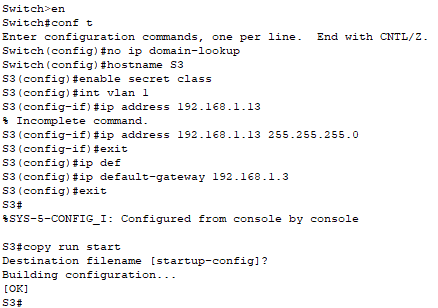 Switch>en
Switch#conf t
Enter configuration commands, one per line.  End with CNTL/Z.
Switch(config)#no ip domain-lookup
Switch(config)#hostname S3
S3(config)#enable secret class
S3(config)#int vlan 1
S3(config-if)#ip address 192.168.1.13
% Incomplete command.
S3(config-if)#ip address 192.168.1.13 255.255.255.0
S3(config-if)#exit
S3(config)#ip def
S3(config)#ip default-gateway 192.168.1.3
S3(config)#exit
S3#
%SYS-5-CONFIG_I: Configured from console by console

S3#copy run start
Destination filename [startup-config]?
Building configuration...
[OK]
S3#